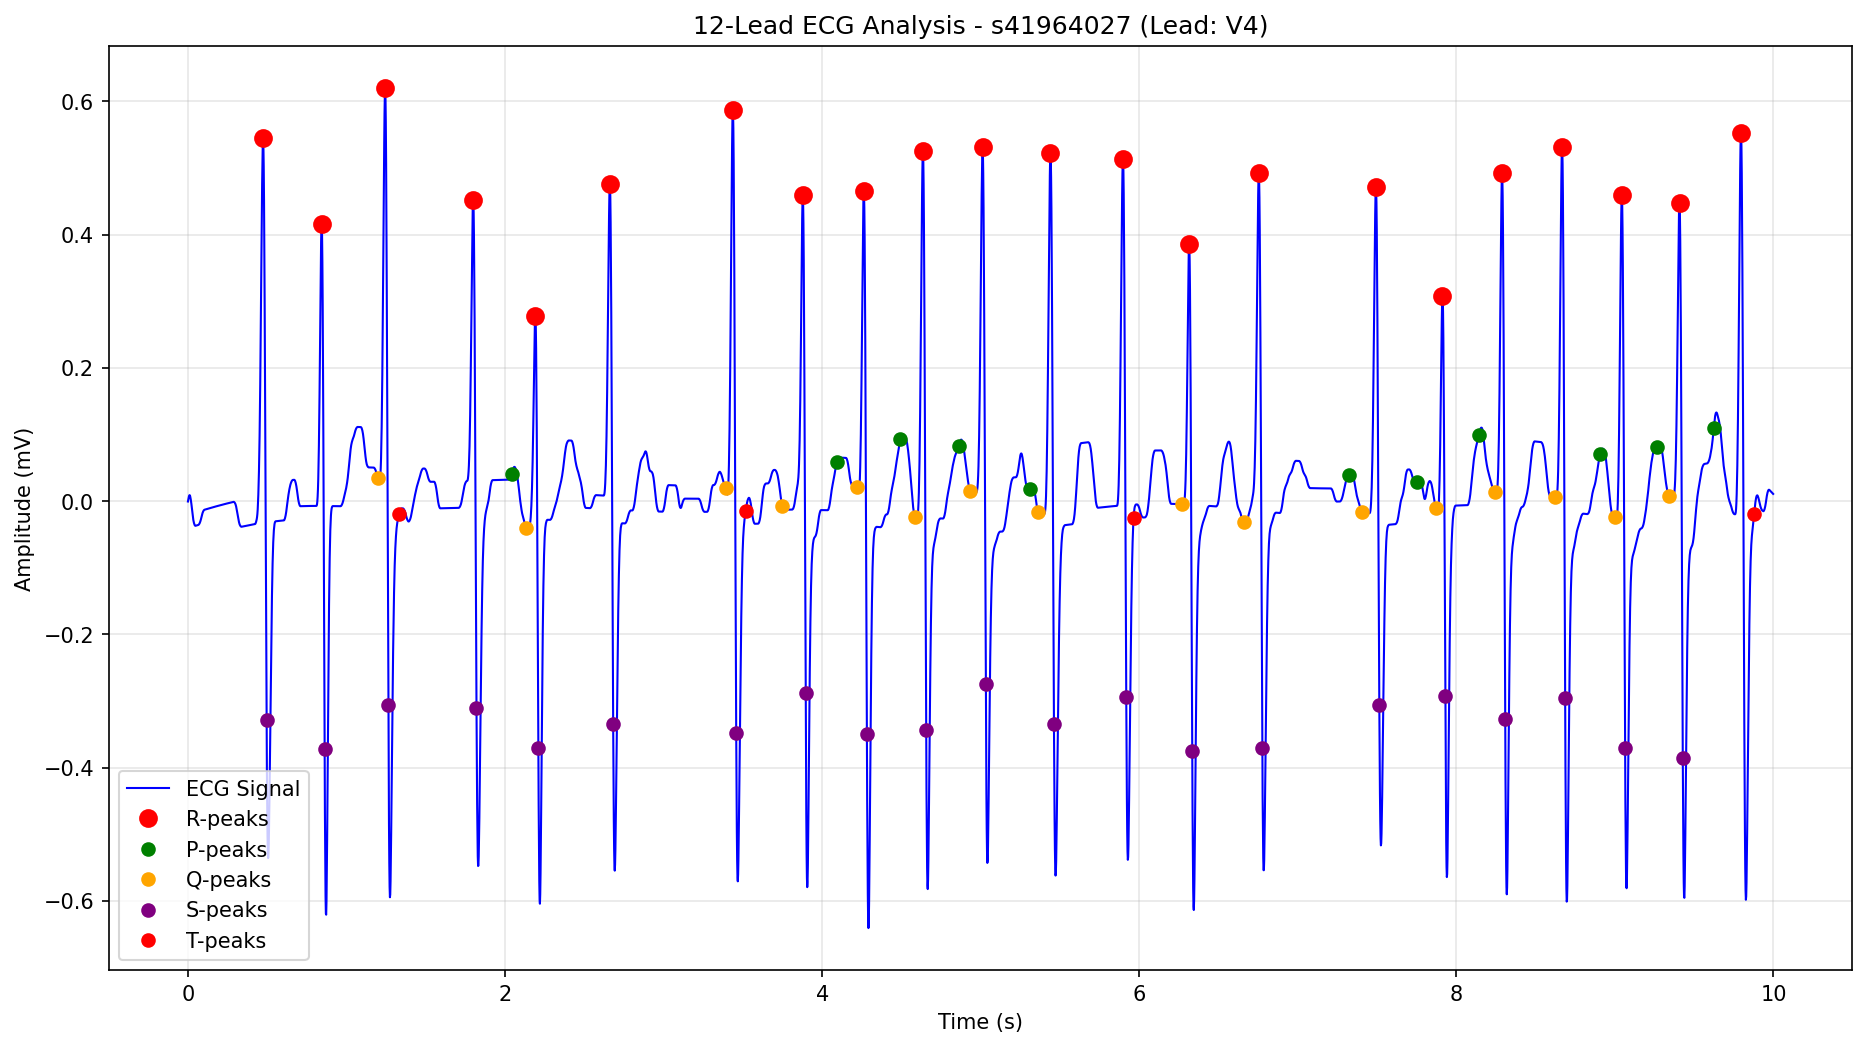 12-Lead ECG Analysis - s41964027 (Lead: V4)
Amplitude (mV)
0.6
0.4
0.2
0.0
−0.2
−0.4
−0.6
ECG Signal
R-peaks
P-peaks
Q-peaks
S-peaks
T-peaks
0 2 4 6 8 10
Time (s)